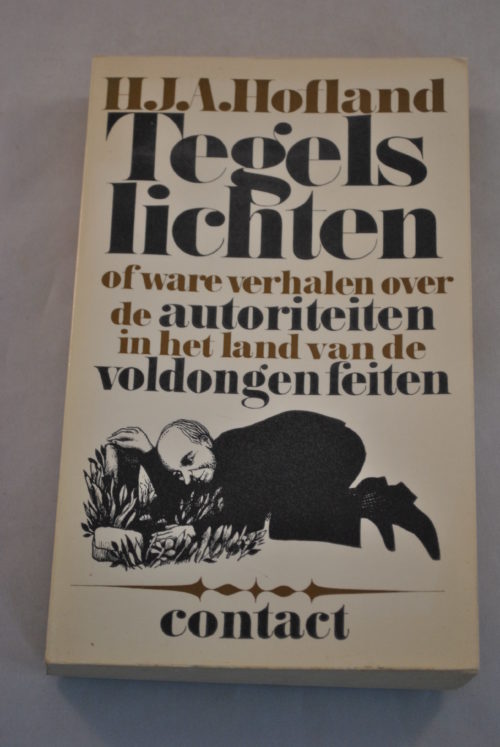 H.J.A.Hofland
Tegels
lichten
of ware verhalen over
de autoriteiten
in het land van de
voldongen feiten
contact